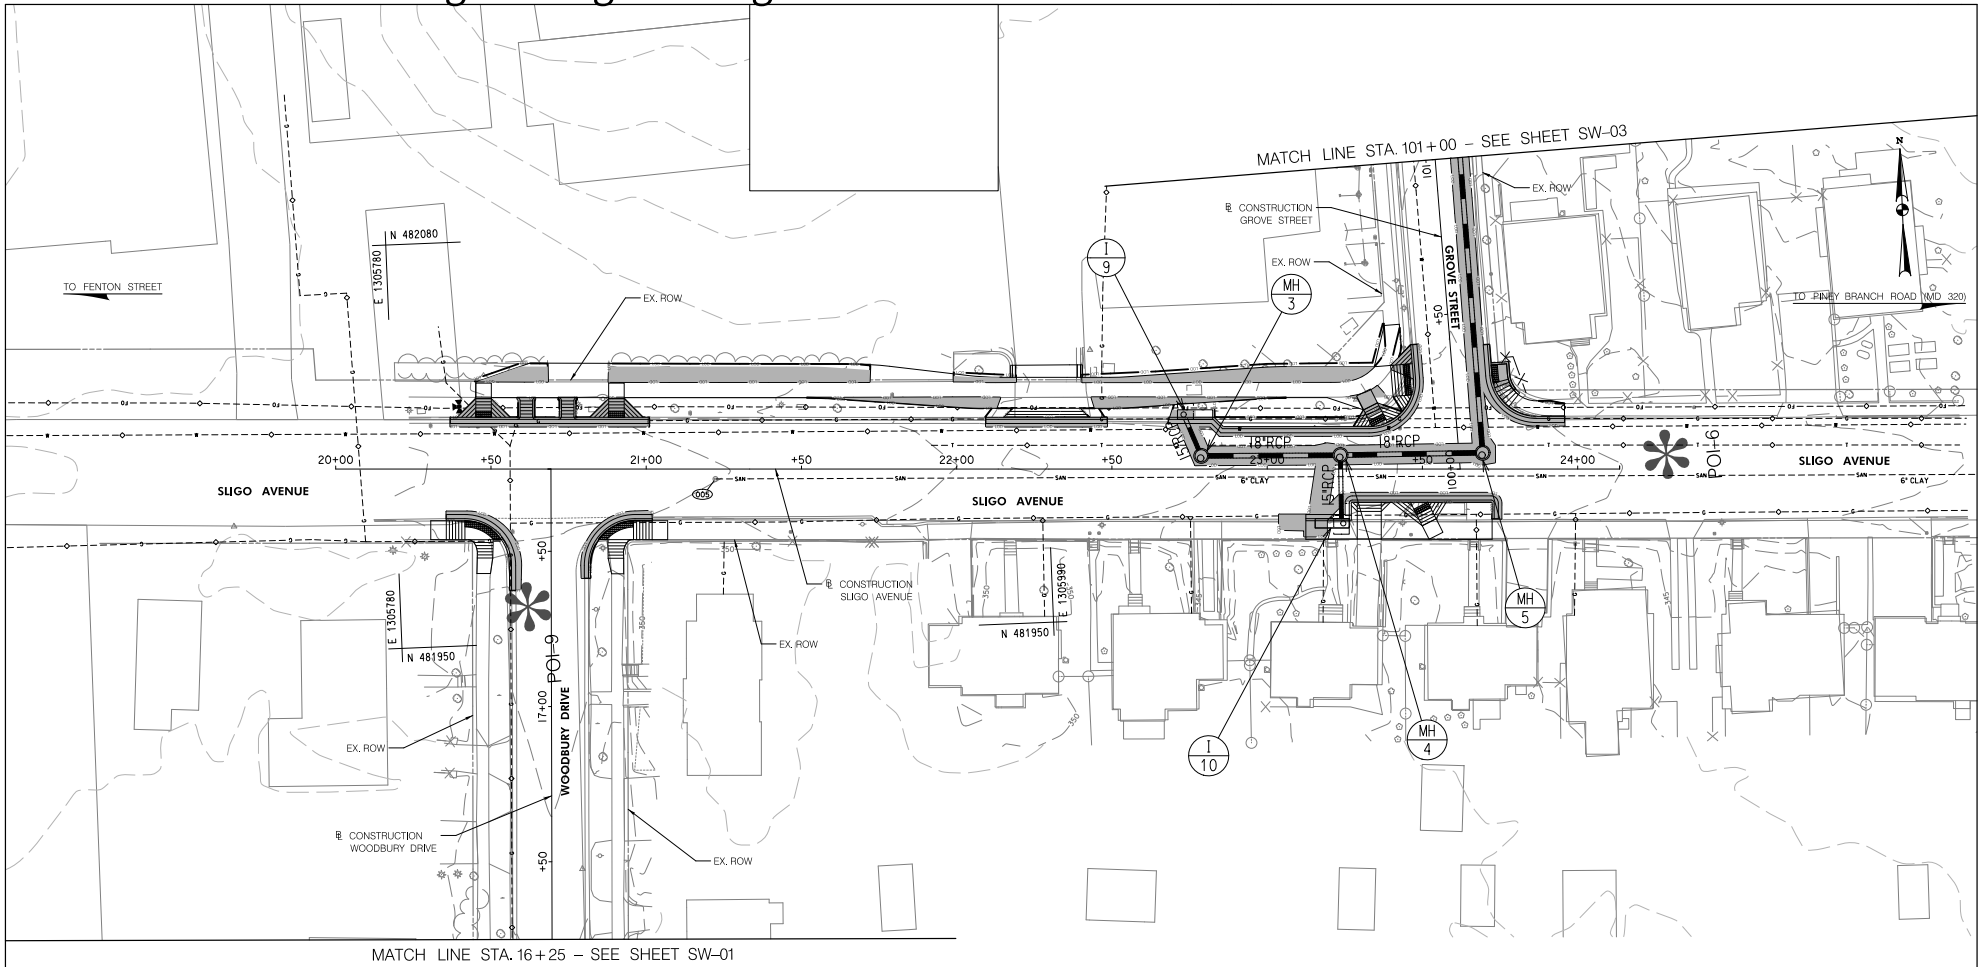 MATCH LINE STA. 101+00 - SEE SHEET SW-03
N
101
EX. ROW
℄ CONSTRUCTION
GROVE STREET
N 482080
E 1305780
I
9
EX. ROW
MH
3
GROVE STREET
TO FENTON STREET
EX. ROW
TO PINEY BRANCH ROAD (MD 320)
+50
18"RCP
18"RCP
15"RCP
POI-9
20+00
+50
21+00
+50
22+00
+50
23+00
+50
24+00
SLIGO AVENUE
SLIGO AVENUE
SLIGO AVENUE
005
6" CLAY
6" CLAY
15"RCP
+50
℄ CONSTRUCTION
SLIGO AVENUE
E 1305780
N 481950
E 1305990
N 481950
MH
5
EX. ROW
POI-9
17+00
WOODBURY DRIVE
EX. ROW
MH
4
I
10
℄ CONSTRUCTION
WOODBURY DRIVE
+50
EX. ROW
MATCH LINE STA. 16+25 - SEE SHEET SW-01